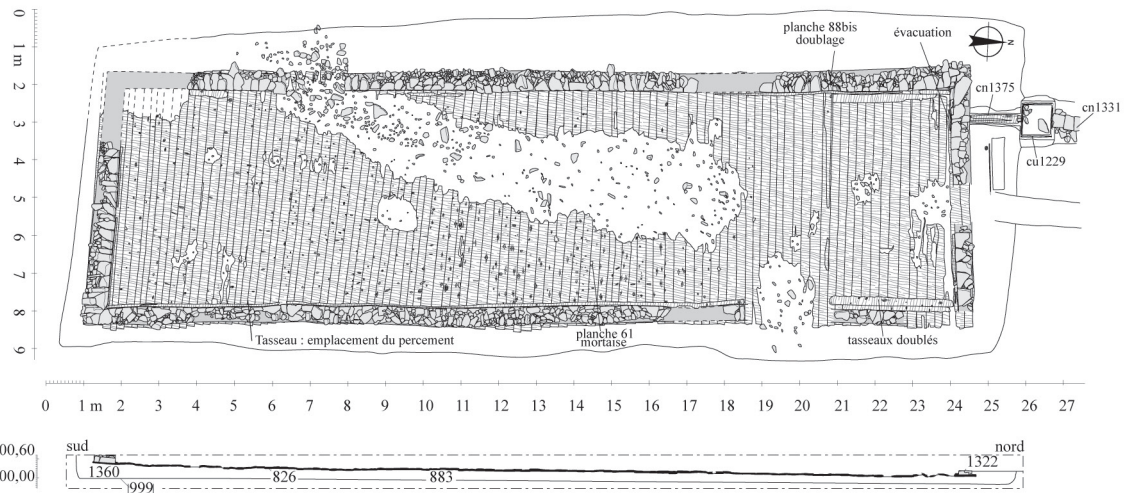 0
1 m
2
3
4
5
6
7
8
9
planche 88bis
doublage
évacuation
N
cn1375
cn1331
cu1229
Tasseau : emplacement du percement
planche 61
mortaise
tasseaux doublés
0 1 m 2 3 4 5 6 7 8 9 10 11 12 13 14 15 16 17 18 19 20 21 22 23 24 25 26 27
sud nord
00,60
00,00
1360 826 883 1322
999